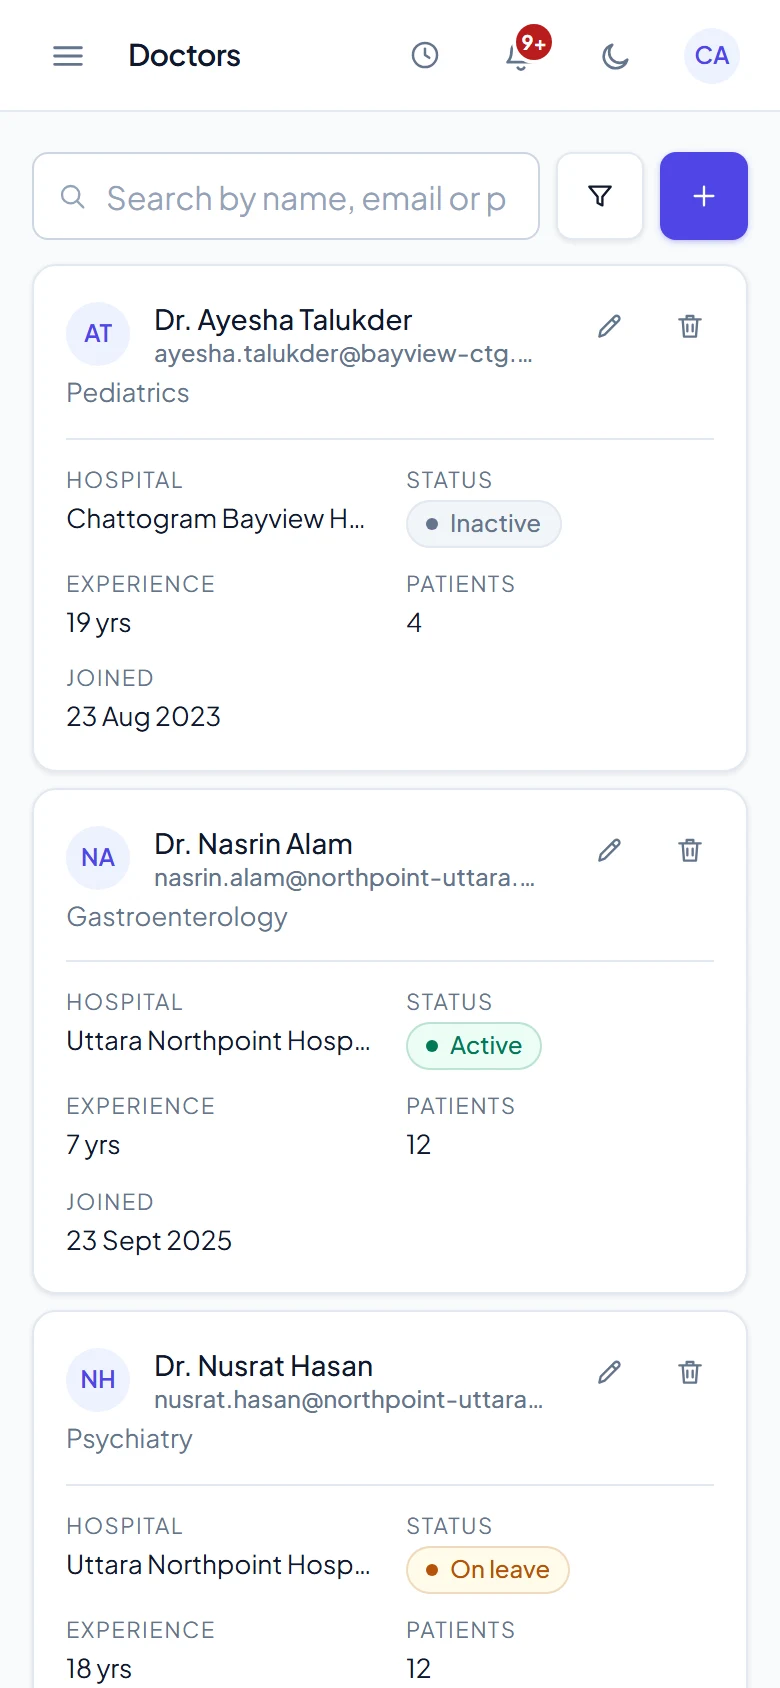 Doctors
9+
CA
Search by name, email or p
AT
Dr. Ayesha Talukder
ayesha.talukder@bayview-ctg....
Pediatrics
HOSPITAL
STATUS
Chattogram Bayview H...
Inactive
EXPERIENCE
PATIENTS
19 yrs
4
JOINED
23 Aug 2023
NA
Dr. Nasrin Alam
nasrin.alam@northpoint-uttara....
Gastroenterology
HOSPITAL
STATUS
Uttara Northpoint Hosp...
Active
EXPERIENCE
PATIENTS
7 yrs
12
JOINED
23 Sept 2025
NH
Dr. Nusrat Hasan
nusrat.hasan@northpoint-uttara...
Psychiatry
HOSPITAL
STATUS
Uttara Northpoint Hosp...
On leave
EXPERIENCE
PATIENTS
18 yrs
12